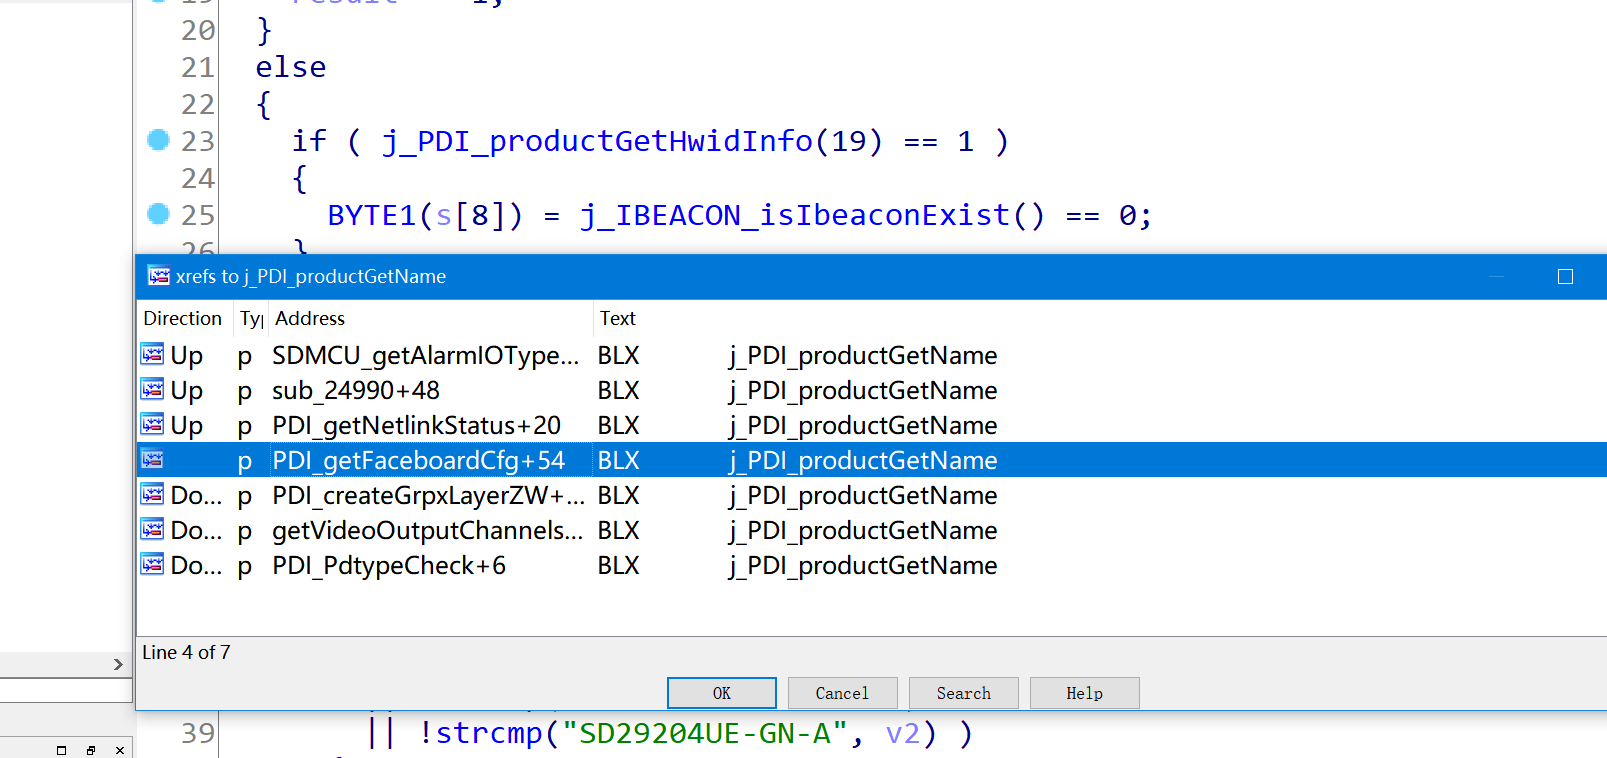 20 }
21 else
22 {
23 if ( j_PDI_productGetHwidInfo(19) == 1 )
24 {
25 BYTE1(s[8]) = j_IBEACON_isIbeaconExist() == 0;
26 }
xrefs to j_PDI_productGetName
Direction Typ Address Text
Up p SDMCU_getAlarmIOType... BLX j_PDI_productGetName
Up p sub_24990+48 BLX j_PDI_productGetName
Up p PDI_getNetlinkStatus+20 BLX j_PDI_productGetName
p PDI_getFaceboardCfg+54 BLX j_PDI_productGetName
Do... p PDI_createGrpxLayerZW+... BLX j_PDI_productGetName
Do... p getVideoOutputChannels... BLX j_PDI_productGetName
Do... p PDI_PdtypeCheck+6 BLX j_PDI_productGetName
Line 4 of 7
OK Cancel Search Help
39 || !strcmp("SD29204UE-GN-A", v2) )